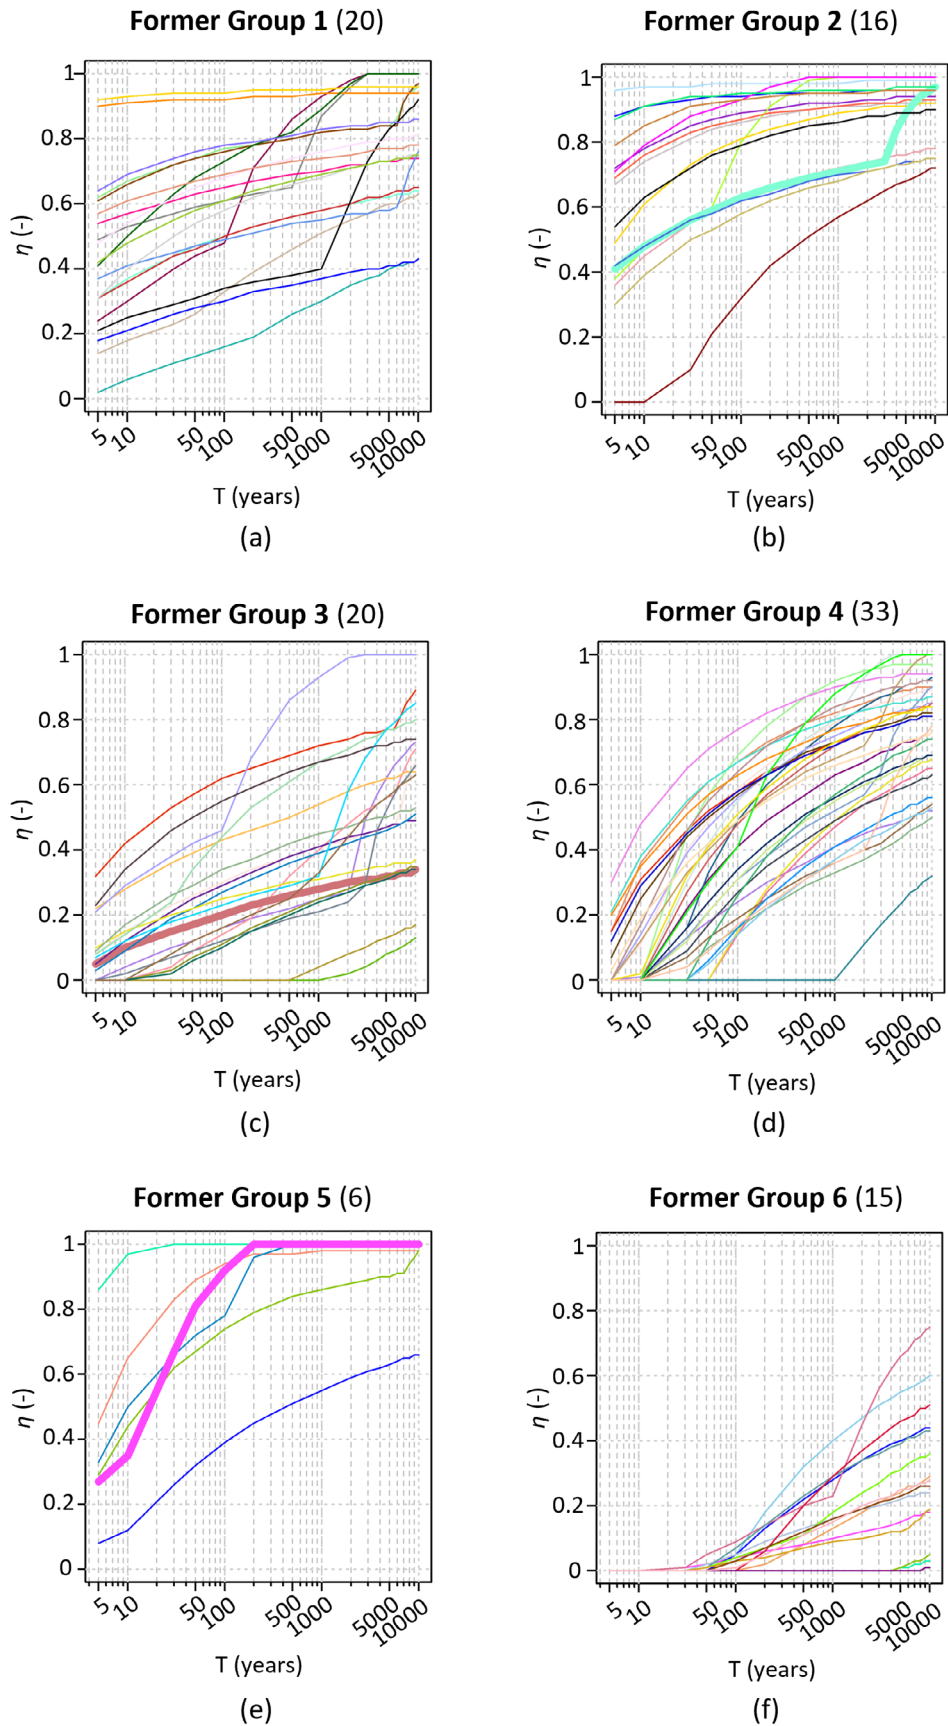 Former Group 1 (20)
1
0.8
0.6
0.4
0.2
0
η (-)
5 10 50 100 500 1000 5000 10000
T (years)
(a)
Former Group 2 (16)
1
0.8
0.6
0.4
0.2
0
η (-)
5 10 50 100 500 1000 5000 10000
T (years)
(b)
Former Group 3 (20)
1
0.8
0.6
0.4
0.2
0
η (-)
5 10 50 100 500 1000 5000 10000
T (years)
(c)
Former Group 4 (33)
1
0.8
0.6
0.4
0.2
0
η (-)
5 10 50 100 500 1000 5000 10000
T (years)
(d)
Former Group 5 (6)
1
0.8
0.6
0.4
0.2
0
η (-)
5 10 50 100 500 1000 5000 10000
T (years)
(e)
Former Group 6 (15)
1
0.8
0.6
0.4
0.2
0
η (-)
5 10 50 100 500 1000 5000 10000
T (years)
(f)